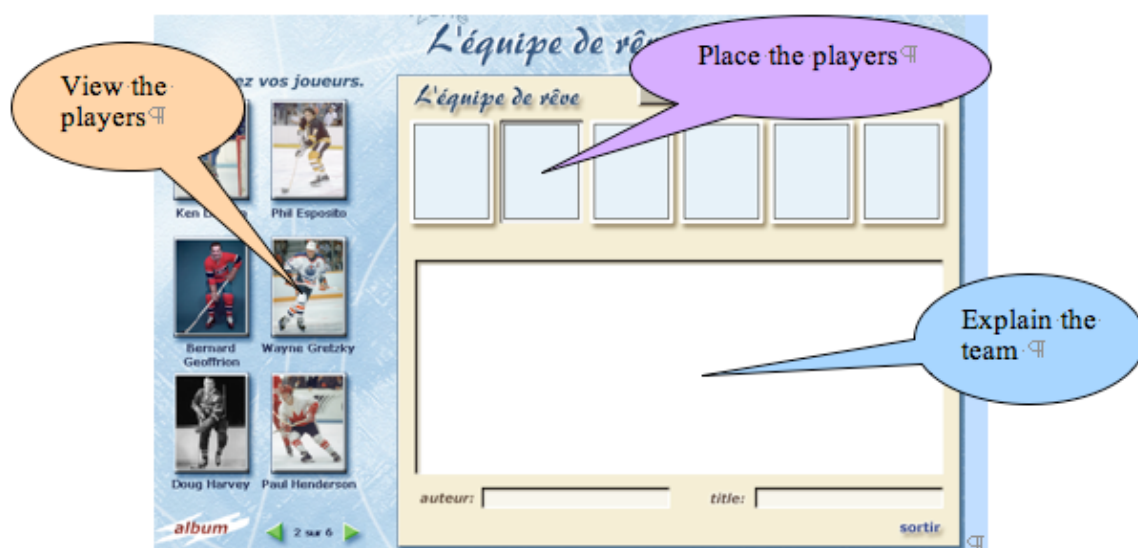 L'équipe de rêve
View the
players
Place the players
vos joueurs.
L'équipe de rêve
Ken
Phil Esposito
Bernard
Geoffrion
Wayne Gretzky
Explain the
team
Doug Harvey
Paul Henderson
auteur:
title:
album
2 sur 6
sortir